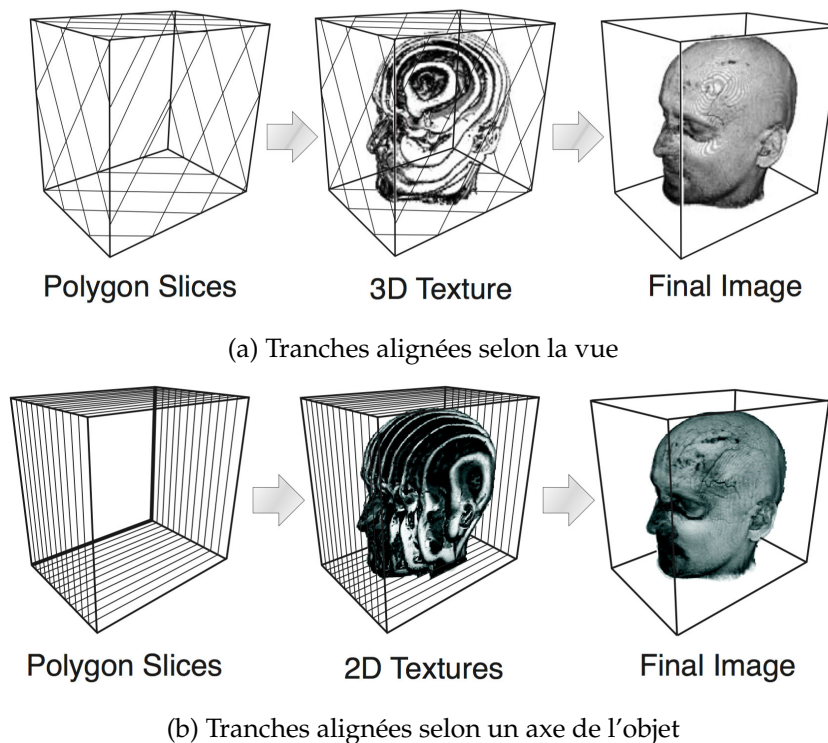 Polygon Slices 3D Texture Final Image
(a) Tranches alignées selon la vue
Polygon Slices 2D Textures Final Image
(b) Tranches alignées selon un axe de l'objet